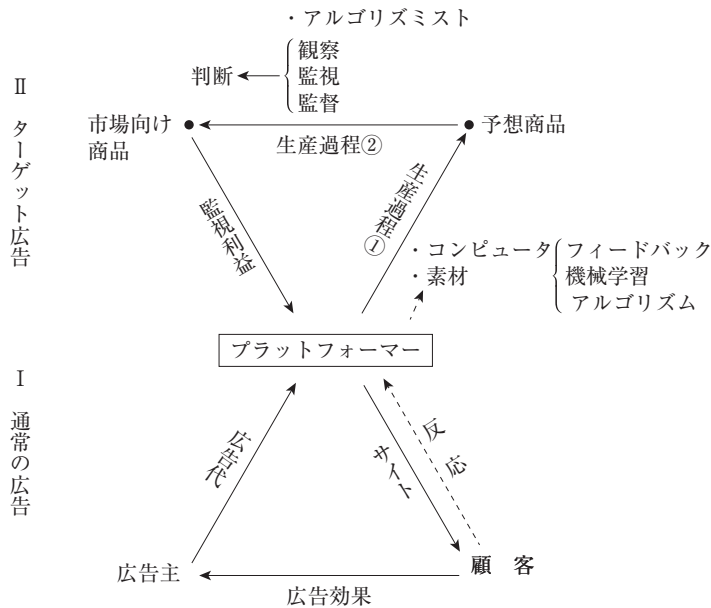 ・アルゴリズミスト
観察
判断
監視
監督
Ⅱ ターゲット広告
市場向け
商品
予想商品
生産過程②
監視利益
生産過程①
・コンピュータ
フィードバック
・素材
機械学習
アルゴリズム
プラットフォーマー
Ⅰ 通常の広告
広告代
サイト
反応
広告主
顧 客
広告効果